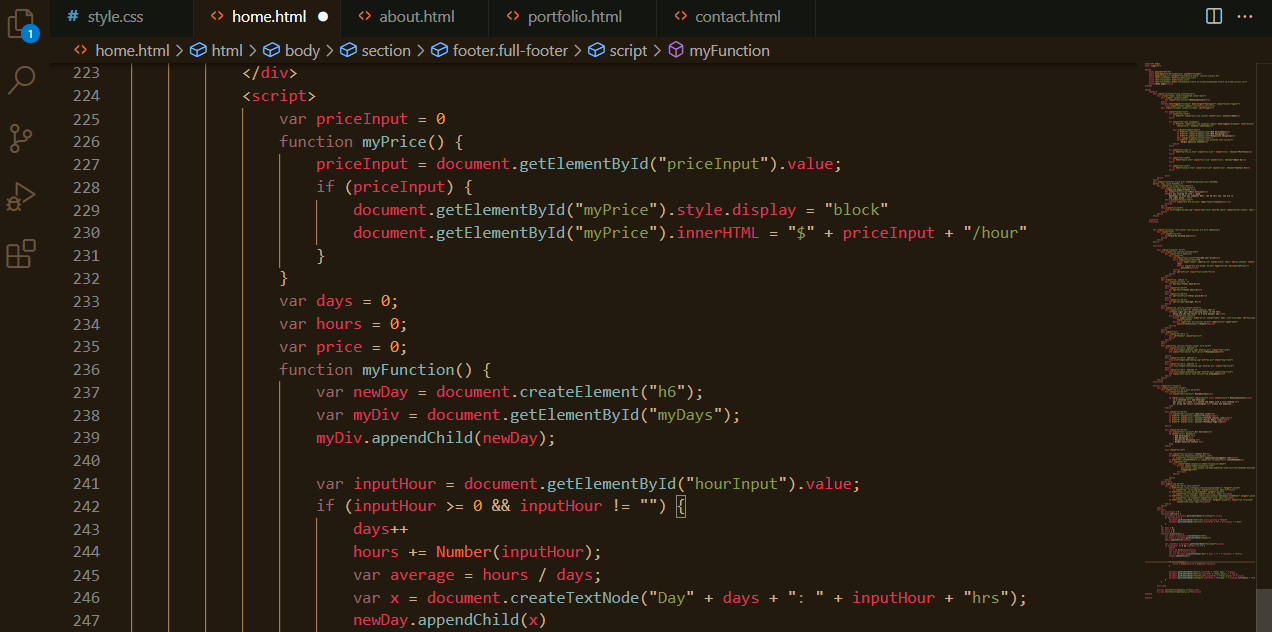 # style.css <> home.html <> about.html <> portfolio.html <> contact.html
1
<> home.html > html > body > section > footer.full-footer > script > myFunction
223 </div>
224 <script>
225 var priceInput = 0
226 function myPrice() {
227 priceInput = document.getElementById("priceInput").value;
228 if (priceInput) {
229 document.getElementById("myPrice").style.display = "block"
230 document.getElementById("myPrice").innerHTML = "$" + priceInput + "/hour"
231 }
232 }
233 var days = 0;
234 var hours = 0;
235 var price = 0;
236 function myFunction() {
237 var newDay = document.createElement("h6");
238 var myDiv = document.getElementById("myDays");
239 myDiv.appendChild(newDay);
240
241 var inputHour = document.getElementById("hourInput").value;
242 if (inputHour >= 0 && inputHour != "") {
243 days++
244 hours += Number(inputHour);
245 var average = hours / days;
246 var x = document.createTextNode("Day" + days + ": " + inputHour + "hrs");
247 newDay.appendChild(x)